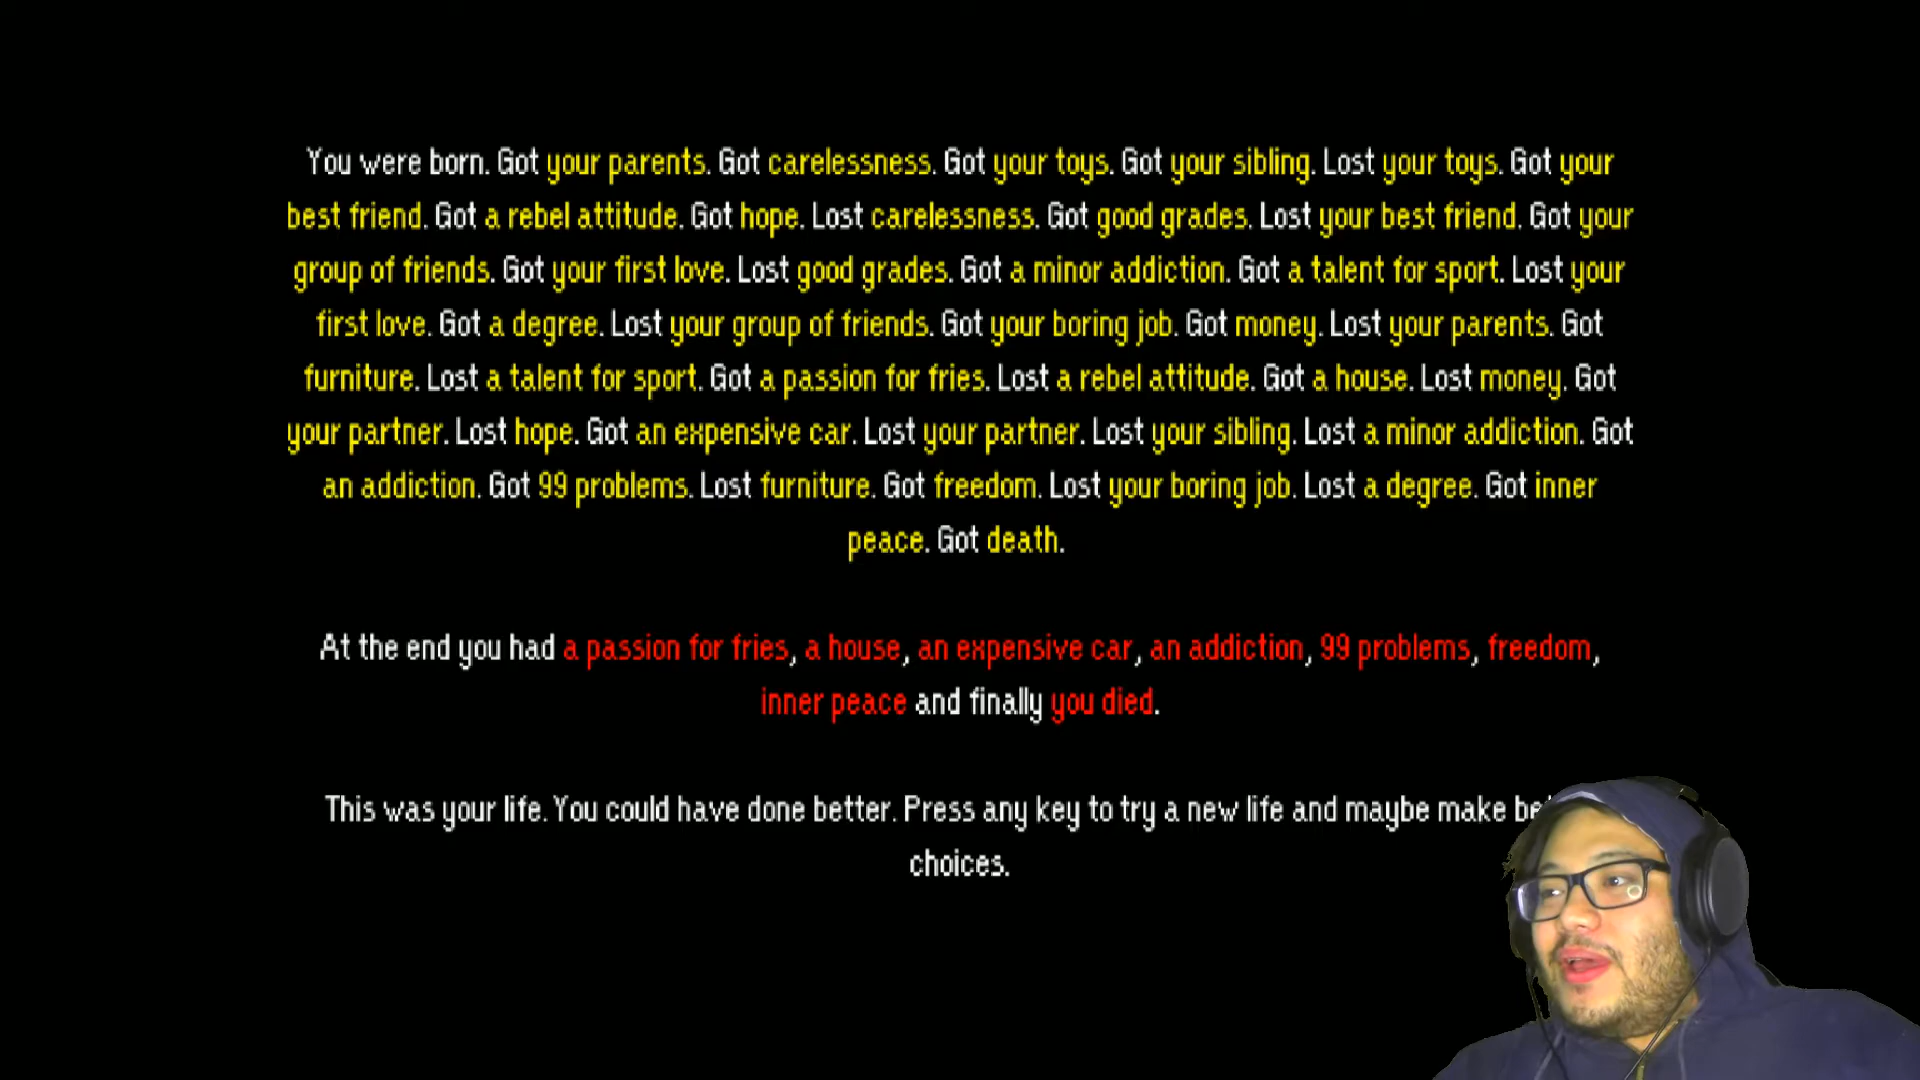 You were born. Got your parents. Got carelessness. Got your toys. Got your sibling. Lost your toys. Got your
best friend. Got a rebel attitude. Got hope. Lost carelessness. Got good grades. Lost your best friend. Got your
group of friends. Got your first love. Lost good grades. Got a minor addiction. Got a talent for sport. Lost your
first love. Got a degree. Lost your group of friends. Got your boring job. Got money. Lost your parents. Got
furniture. Lost a talent for sport. Got a passion for fries. Lost a rebel attitude. Got a house. Lost money. Got
your partner. Lost hope. Got an expensive car. Lost your partner. Lost your sibling. Lost a minor addiction. Got
an addiction. Got 99 problems. Lost furniture. Got freedom. Lost your boring job. Lost a degree. Got inner
peace. Got death.
At the end you had a passion for fries, a house, an expensive car, an addiction, 99 problems, freedom,
inner peace and finally you died.
This was your life. You could have done better. Press any key to try a new life and maybe make
choices.